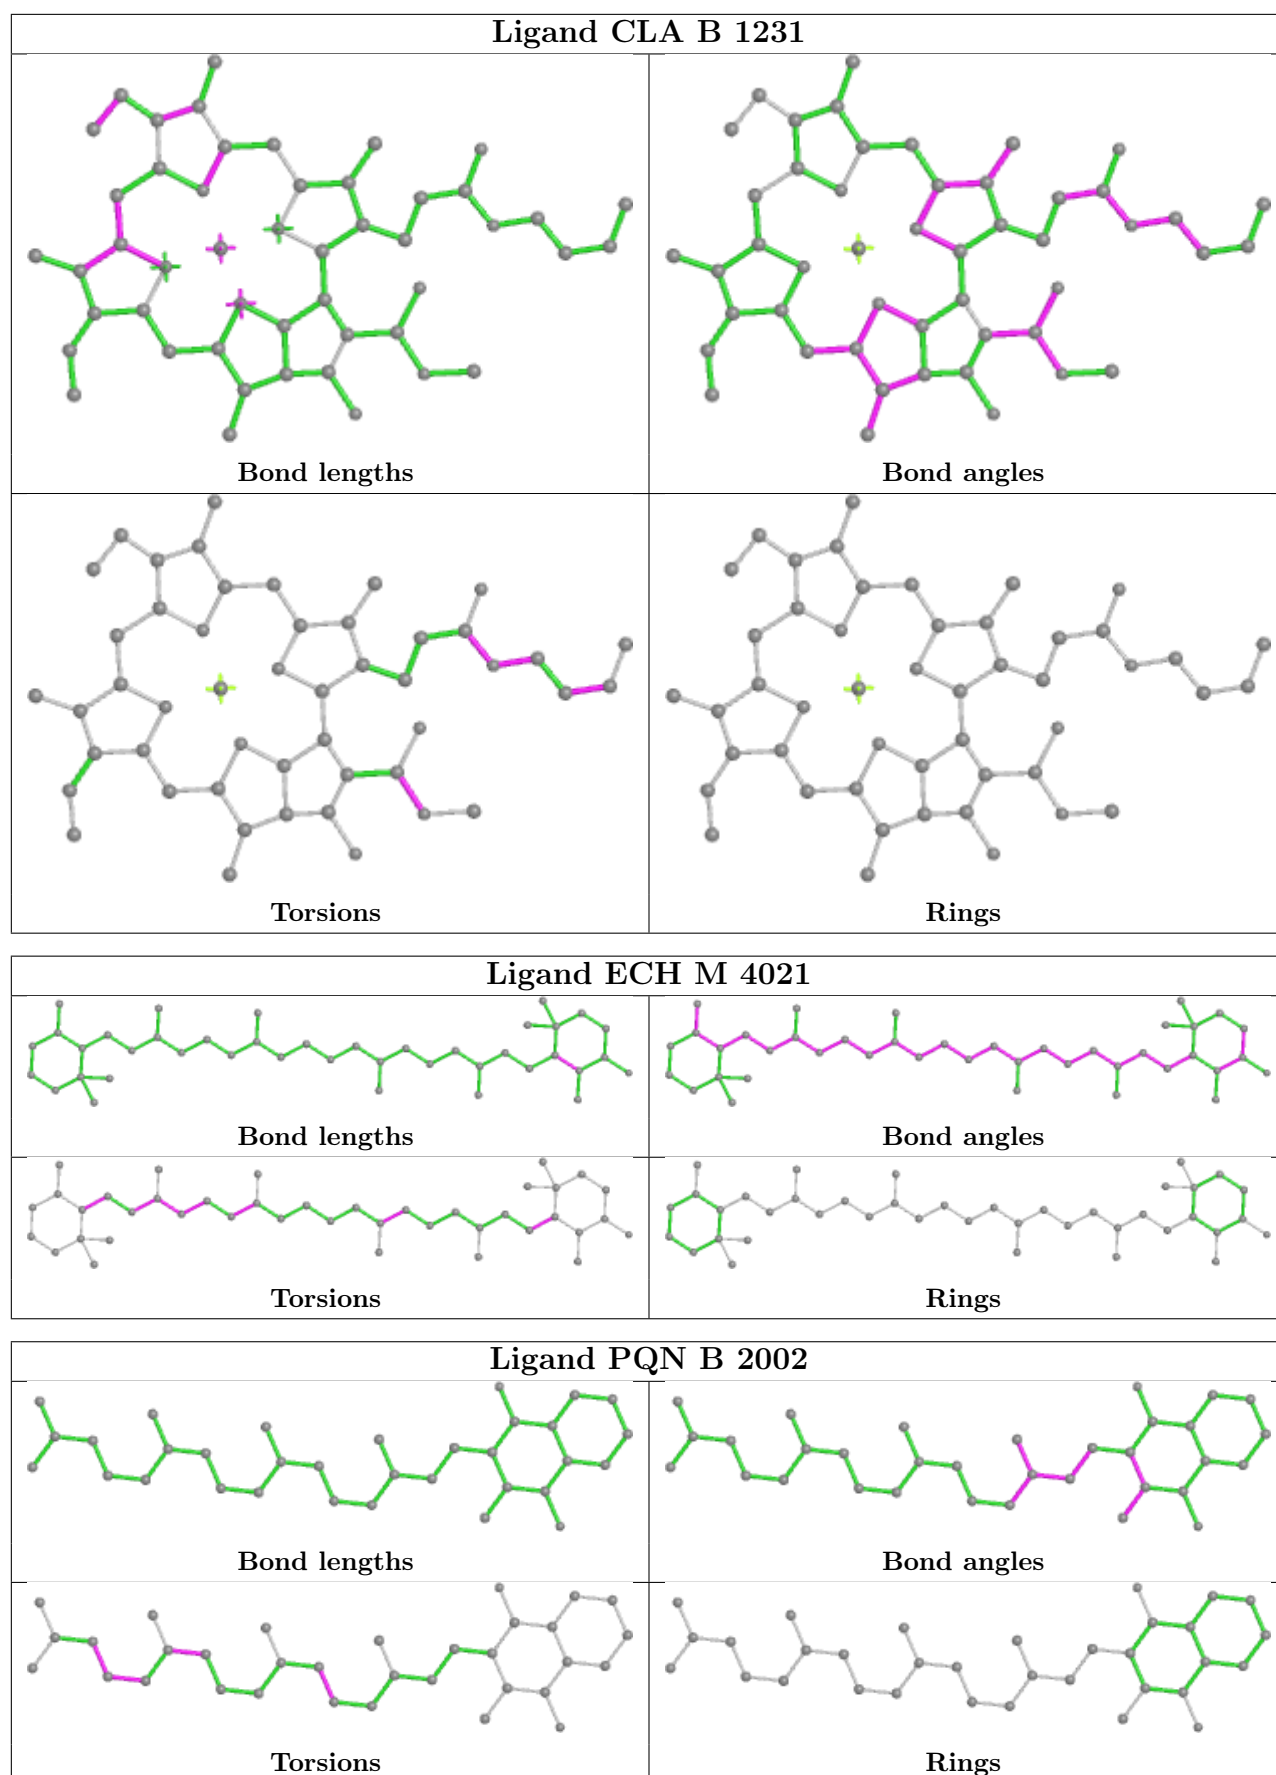 Ligand CLA B 1231
Bond lengths
Bond angles
Torsions
Rings
Ligand ECH M 4021
Bond lengths
Bond angles
Torsions
Rings
Ligand PQN B 2002
Bond lengths
Bond angles
Torsions
Rings